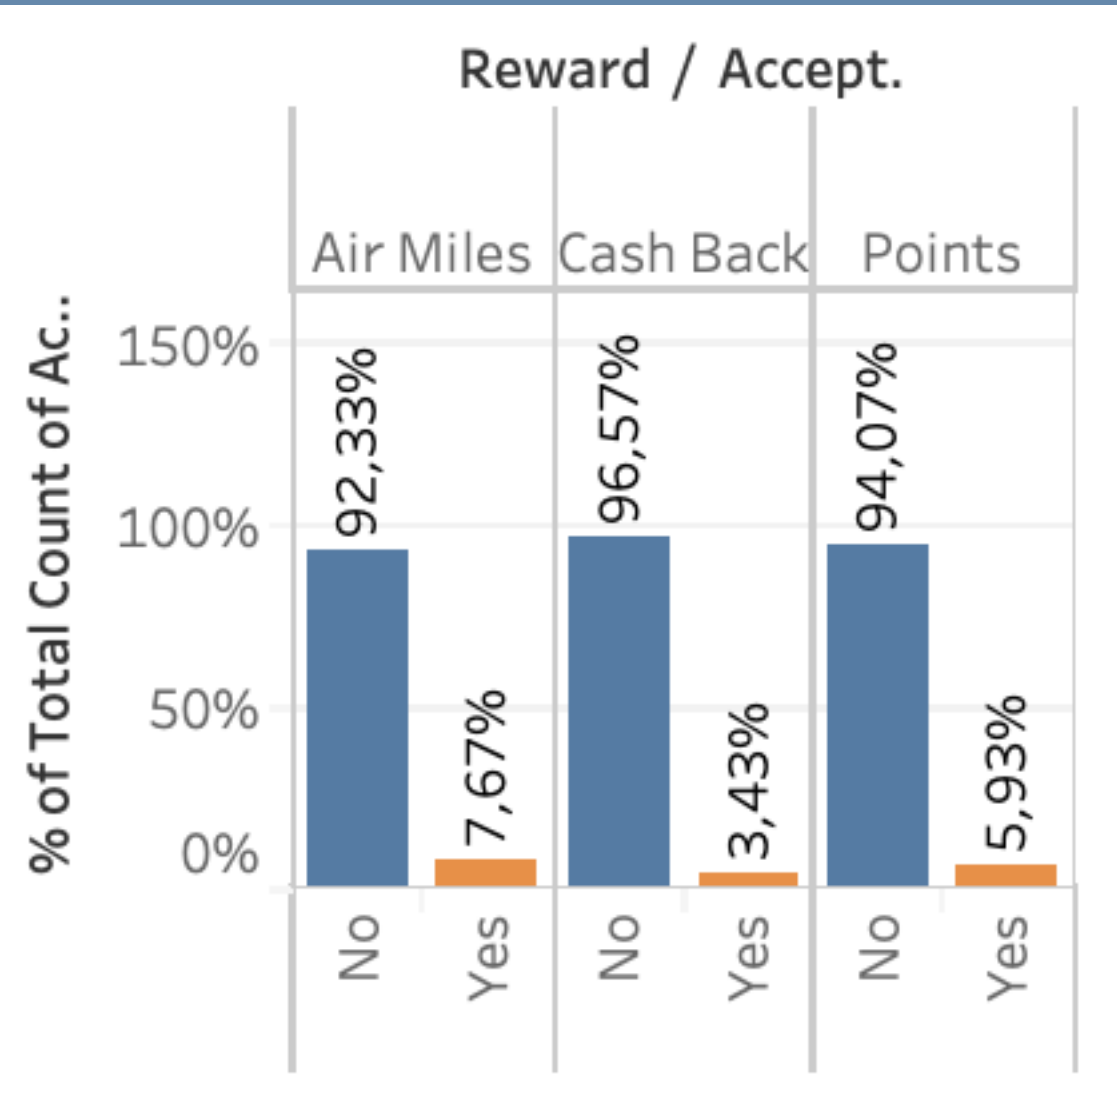 Reward / Accept.
Air Miles Cash Back Points
% of Total Count of Ac..
150%
100%
50%
0%
92,33%
7,67%
96,57%
3,43%
94,07%
5,93%
No Yes No Yes No Yes